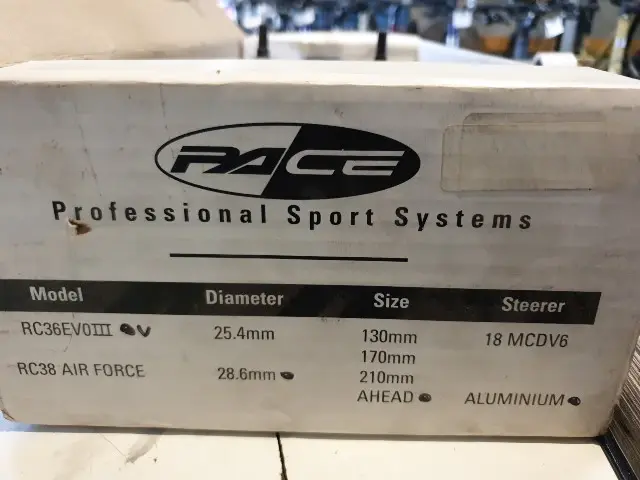 PACE
Professional Sport Systems
Model Diameter Size Steerer
RC36EVOIII V 25.4mm 130mm 18 MCDV6
170mm
RC38 AIR FORCE 28.6mm 210mm
AHEAD ALUMINIUM